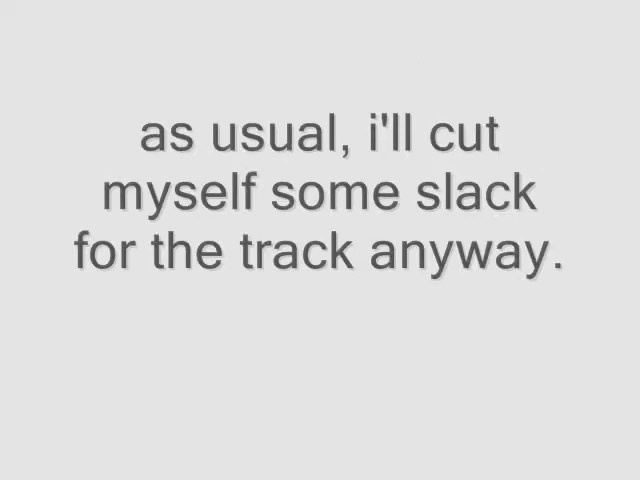 as usual, i'll cut
myself some slack
for the track anyway.